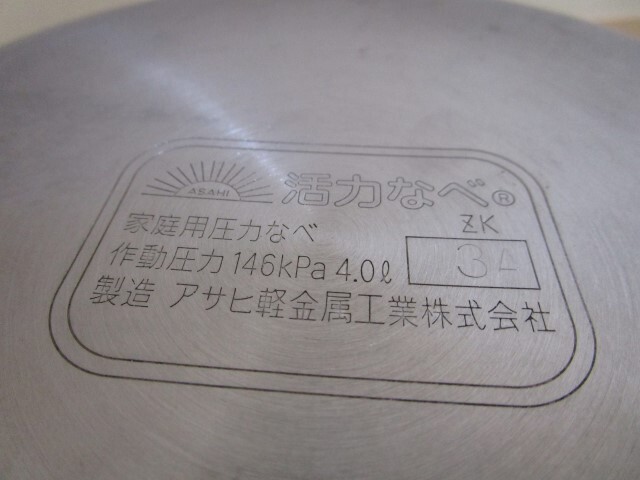 ASAHI 活力なべ®
ZK
家庭用圧力なべ
作動圧力 146kPa 4.0ℓ 3A
製造 アサヒ軽金属工業株式会社